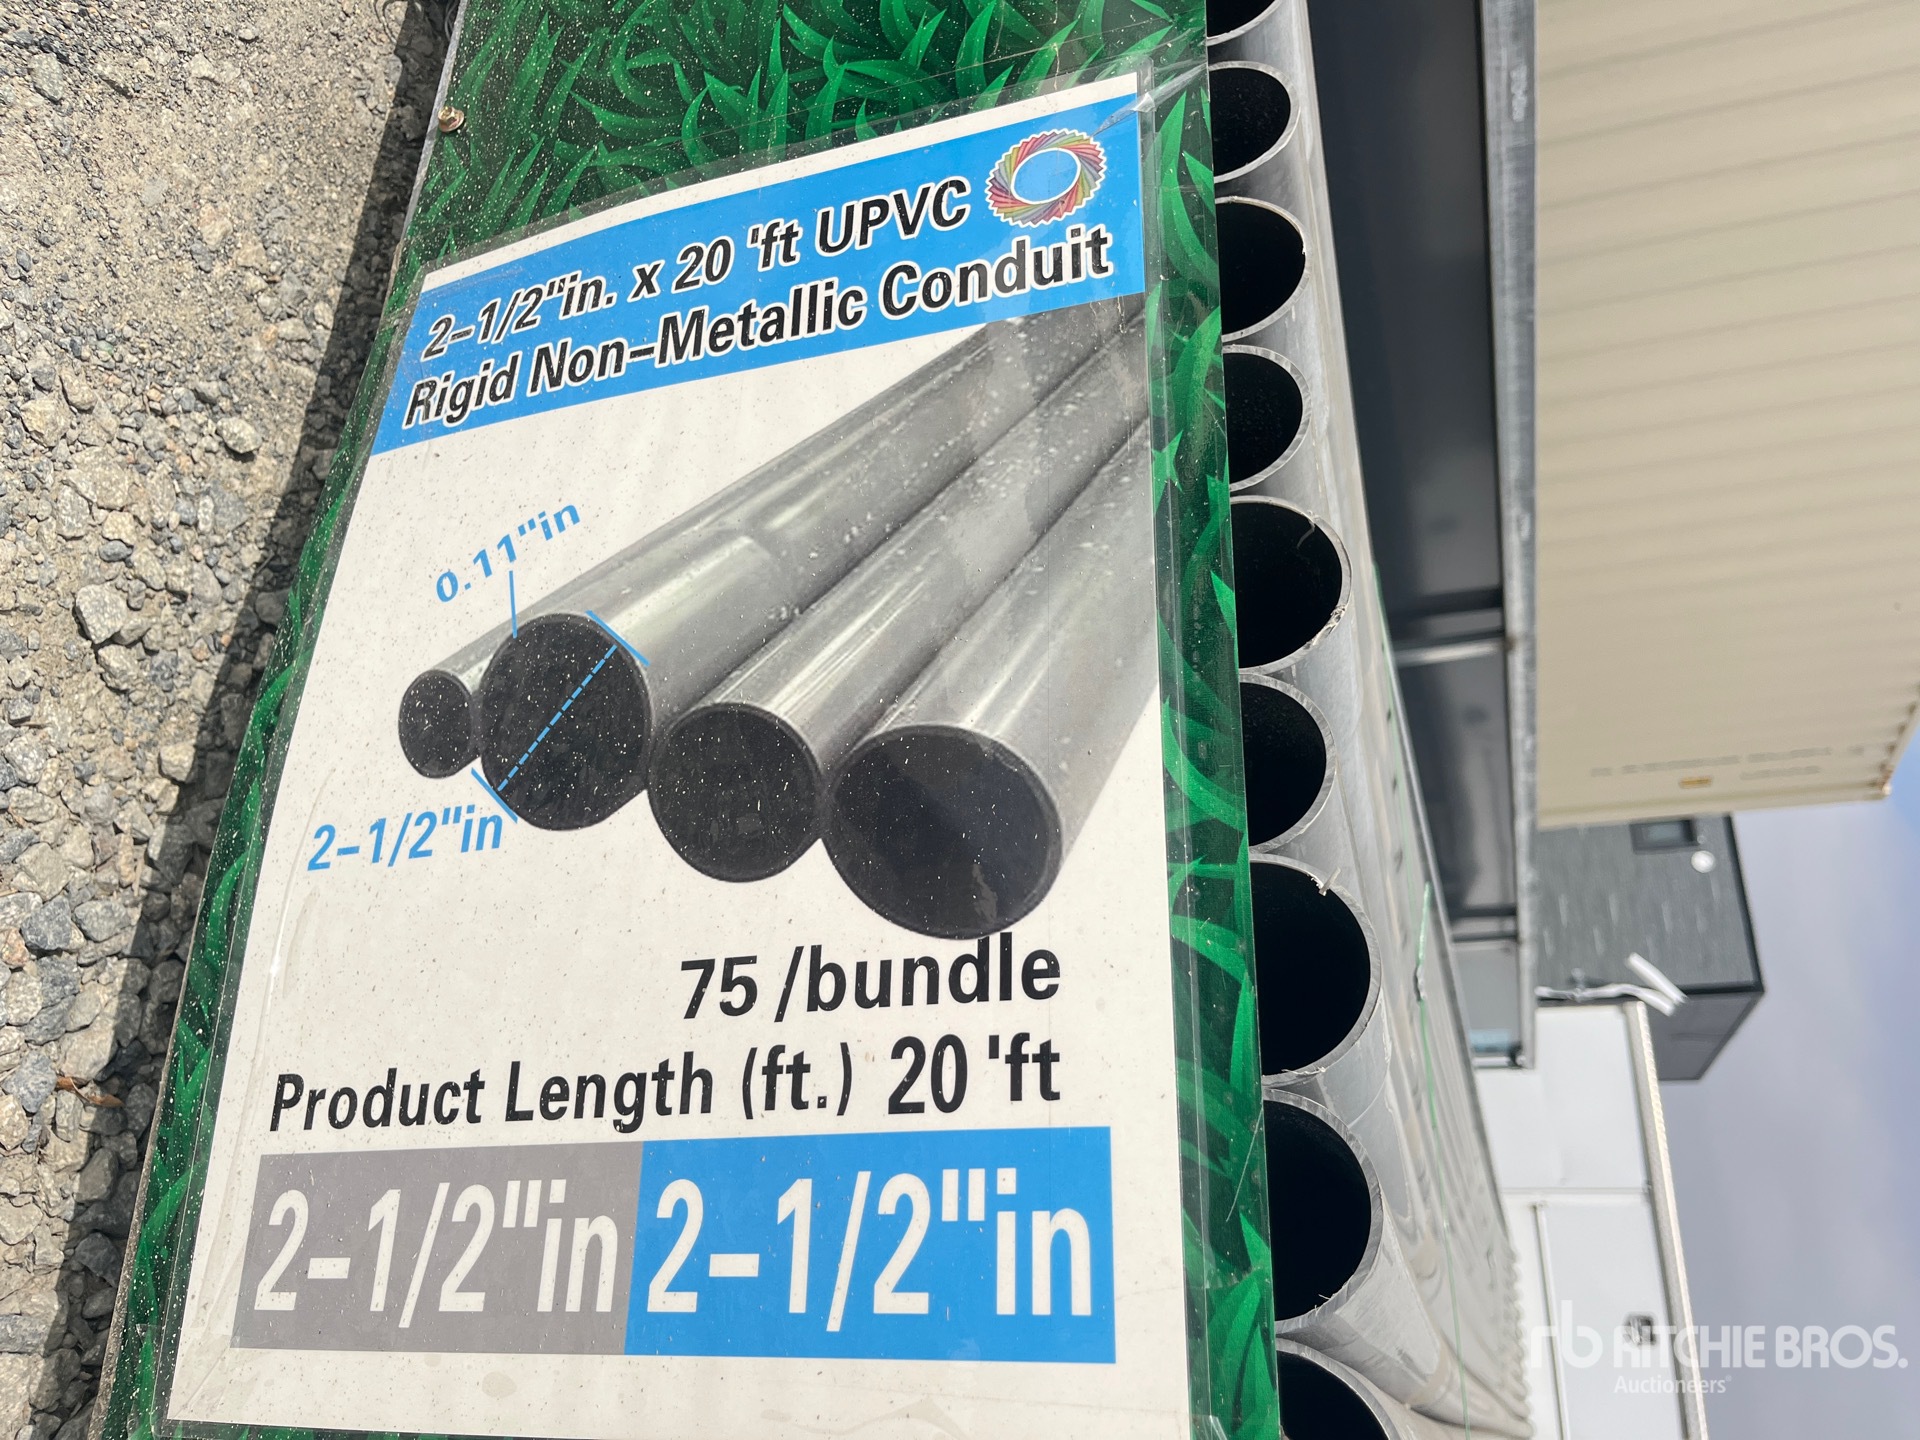 2-1/2"in. x 20 'ft UPVC
Rigid Non-Metallic Conduit
0.11"in
2-1/2"in
75 /bundle
Product Length (ft.) 20 'ft
2-1/2"in 2-1/2"in
rb RITCHIE BROS.
Auctioneers